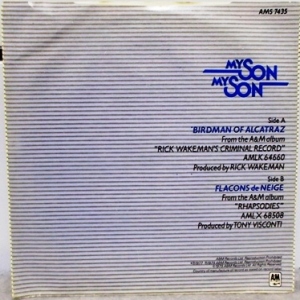 AMS 7435
MY SON
MY SON
Side A
"BIRDMAN OF ALCATRAZ
From the A&M album
"RICK WAKEMAN'S CRIMINAL RECORD"
AMLK 64660
Produced by RICK WAKEMAN
Side B
FLACONS de NEIGE
From the A&M album
"RHAPSODIES"
AMLX 68508
Produced by TONY VISCONTI